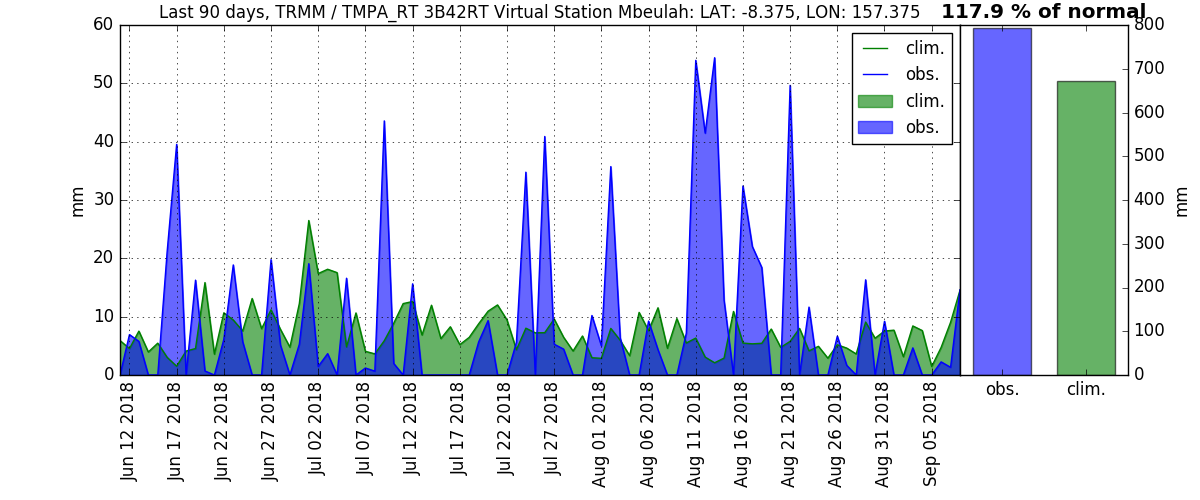 Last 90 days, TRMM / TMPA_RT 3B42RT Virtual Station Mbeulah: LAT: -8.375, LON: 157.375
117.9 % of normal
60
50
40
30
20
10
0
mm
clim.
obs.
clim.
obs.
Jun 12 2018
Jun 17 2018
Jun 22 2018
Jun 27 2018
Jul 02 2018
Jul 07 2018
Jul 12 2018
Jul 17 2018
Jul 22 2018
Jul 27 2018
Aug 01 2018
Aug 06 2018
Aug 11 2018
Aug 16 2018
Aug 21 2018
Aug 26 2018
Aug 31 2018
Sep 05 2018
800
700
600
500
400
300
200
100
0
mm
obs.
clim.